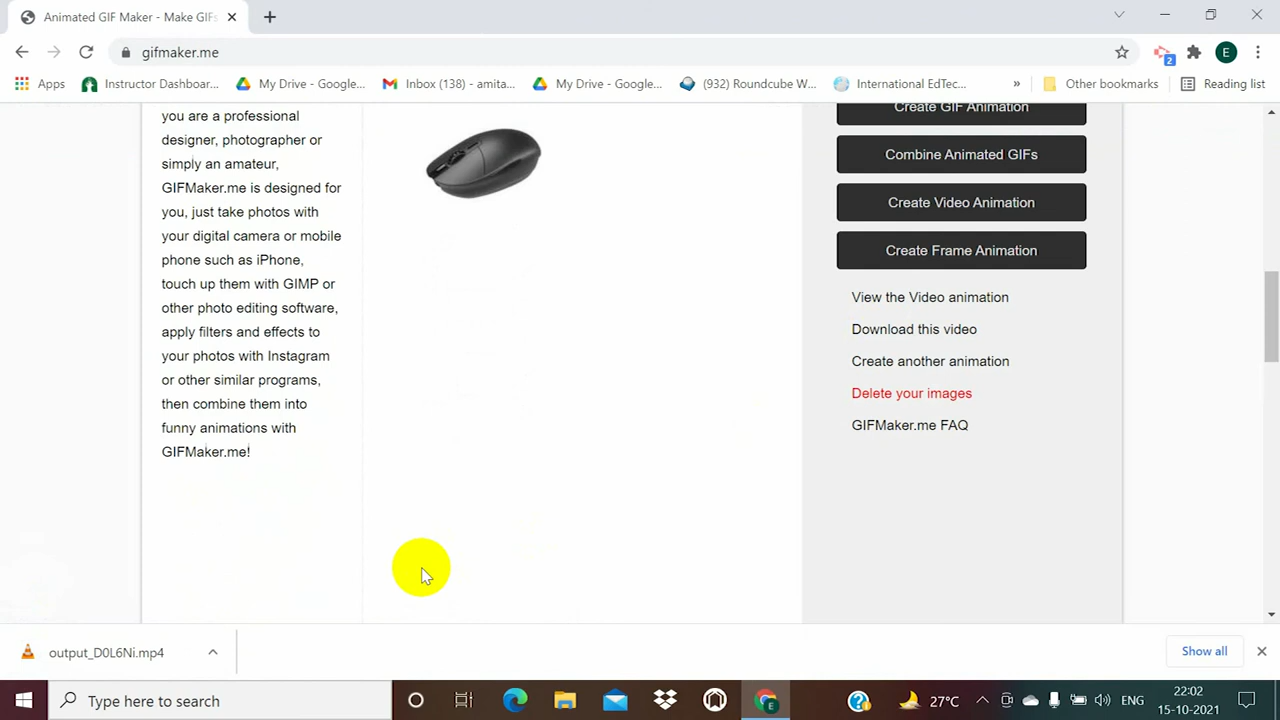 Animated GIF Maker - Make GIFs
gifmaker.me
E
2
Apps
Instructor Dashboar...
My Drive - Google...
Inbox (138) - amita...
My Drive - Google...
(932) Roundcube W...
International EdTec...
»
Other bookmarks
Reading list
you are a professional
designer, photographer or
simply an amateur,
GIFMaker.me is designed for
you, just take photos with
your digital camera or mobile
phone such as iPhone,
touch up them with GIMP or
other photo editing software,
apply filters and effects to
your photos with Instagram
or other similar programs,
then combine them into
funny animations with
GIFMaker.me!
Create GIF Animation
Combine Animated GIFs
Create Video Animation
Create Frame Animation
View the Video animation
Download this video
Create another animation
Delete your images
GIFMaker.me FAQ
output_D0L6Ni.mp4
Show all
Type here to search
27°C
ENG
22:02
15-10-2021